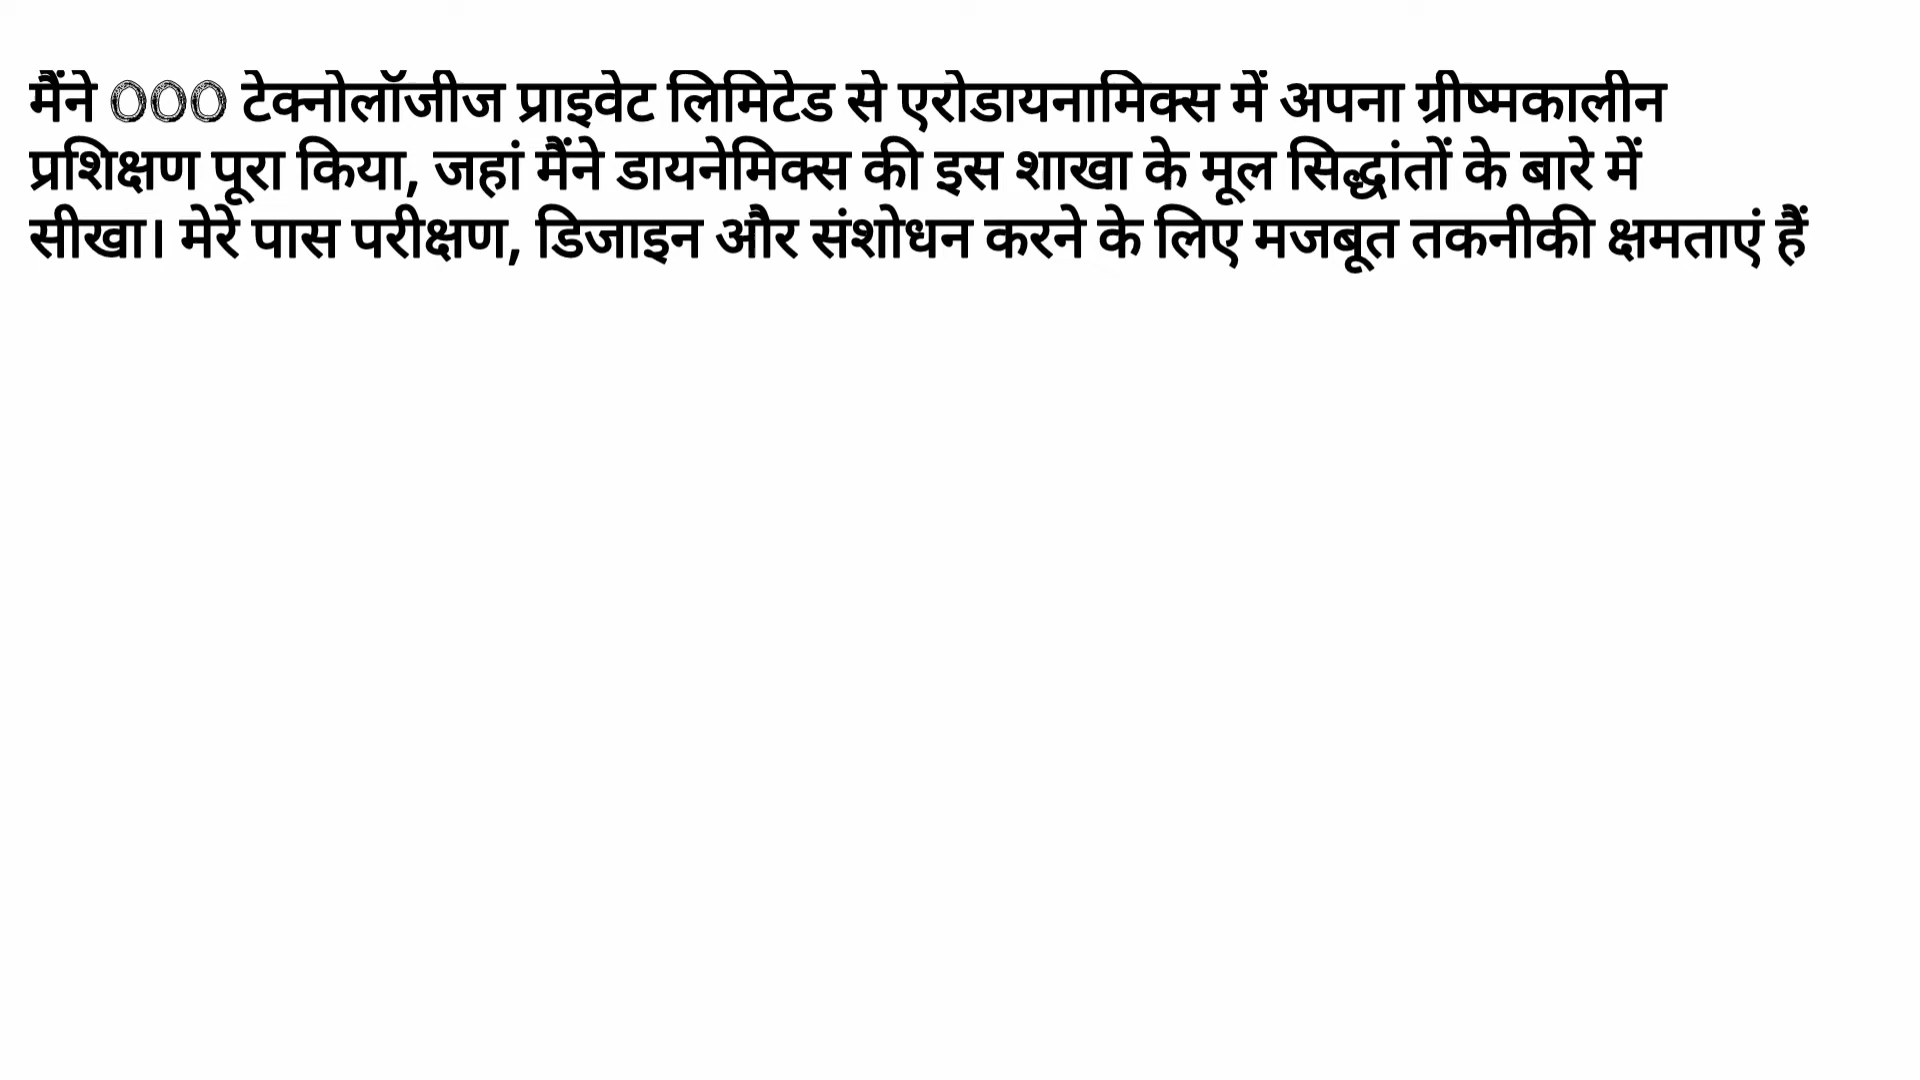 मैंने OOO टेक्नोलॉजीज प्राइवेट लिमिटेड से एरोडायनामिक्स में अपना ग्रीष्मकालीन
प्रशिक्षण पूरा किया, जहां मैंने डायनेमिक्स की इस शाखा के मूल सिद्धांतों के बारे में
सीखा। मेरे पास परीक्षण, डिजाइन और संशोधन करने के लिए मजबूत तकनीकी क्षमताएं हैं